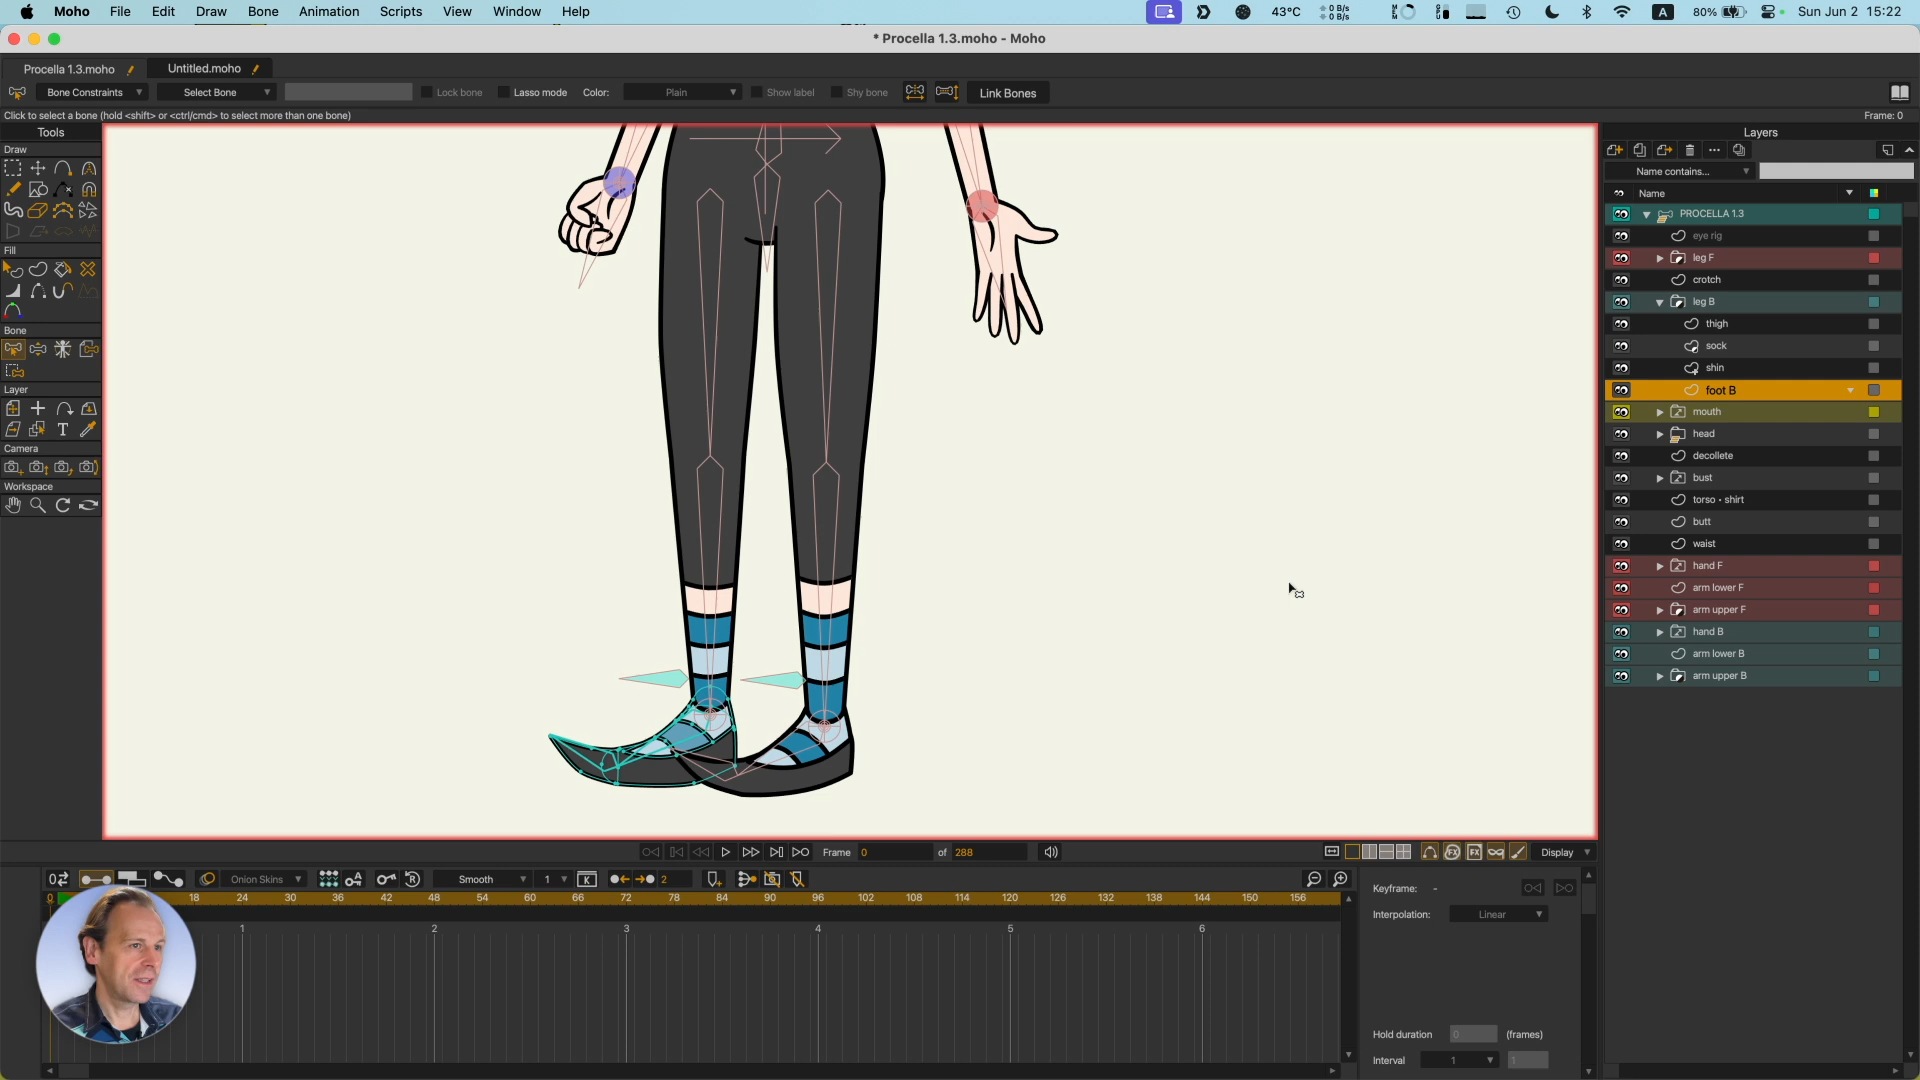 Moho File Edit Draw Bone Animation Scripts View Window Help 43°C 0 B/s 0 B/s A 80% Sun Jun 2 15:22
* Procella 1.3.moho - Moho
Procella 1.3.moho Untitled.moho
Bone Constraints Select Bone Lock bone Lasso mode Color: Plain Show label Shy bone Link Bones
Click to select a bone (hold <shift> or <ctrl/cmd> to select more than one bone) Frame: 0
Tools
Draw
Fill
Bone
Layer
Camera
Workspace
Layers
Name contains...
Name
PROCELLA 1.3
eye rig
leg F
crotch
leg B
thigh
sock
shin
foot B
mouth
head
decollete
bust
torso • shirt
butt
waist
hand F
arm lower F
arm upper F
hand B
arm lower B
arm upper B
Frame 0 of 288 Display
Onion Skins Smooth 1 2
0 18 24 30 36 42 48 54 60 66 72 78 84 90 96 102 108 114 120 126 132 138 144 150 156
1 2 3 4 5 6
Keyframe: -
Interpolation: Linear
Hold duration 0 (frames)
Interval 1 1